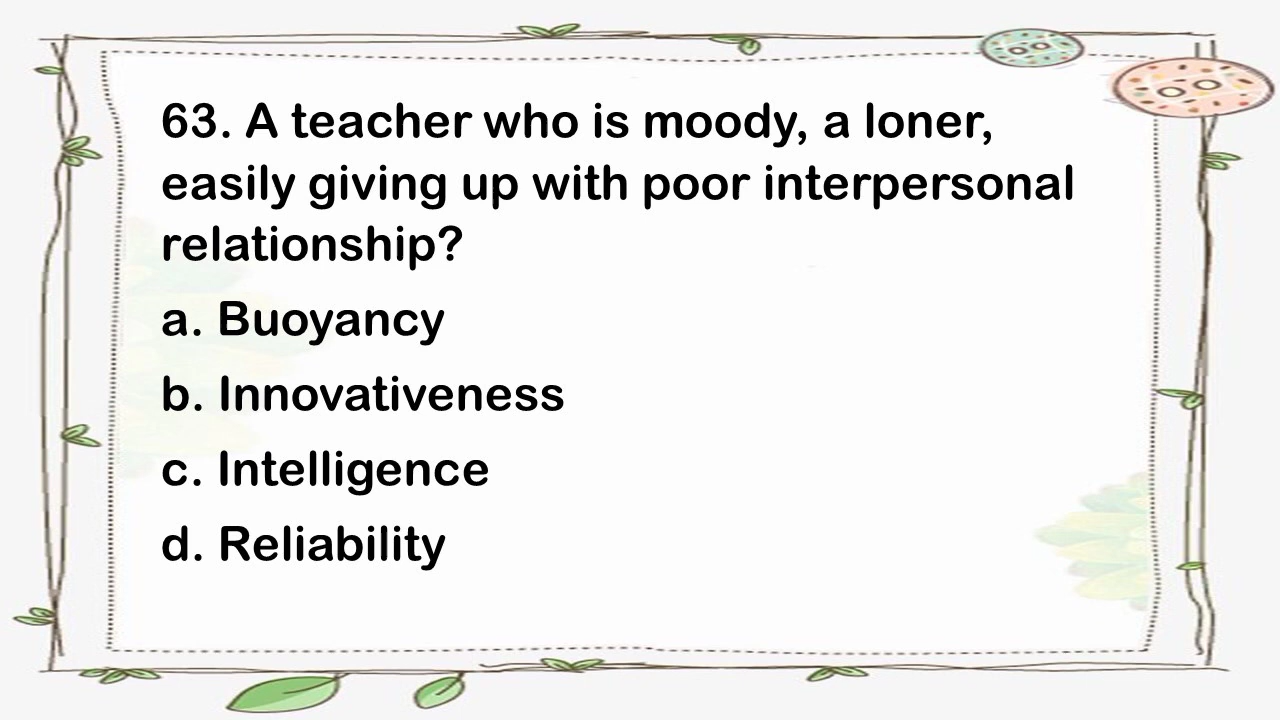 63. A teacher who is moody, a loner,
easily giving up with poor interpersonal
relationship?
a. Buoyancy
b. Innovativeness
c. Intelligence
d. Reliability